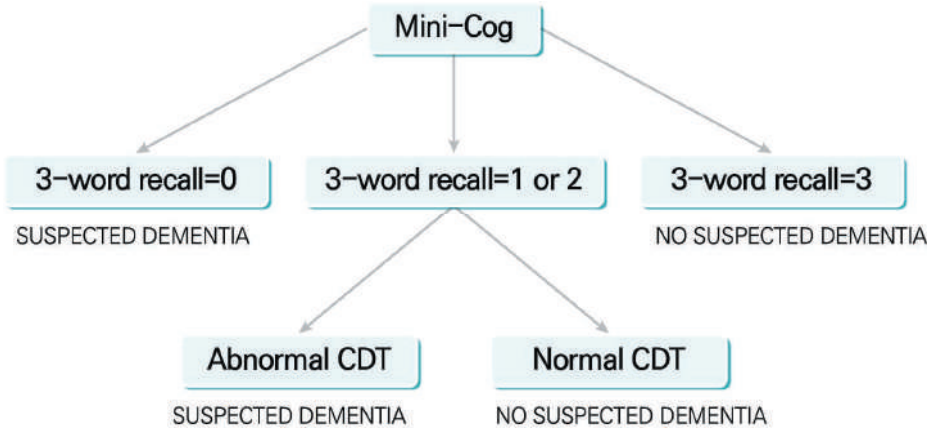 Mini-Cog
3-word recall=0
3-word recall=1 or 2
3-word recall=3
SUSPECTED DEMENTIA
NO SUSPECTED DEMENTIA
Abnormal CDT
Normal CDT
SUSPECTED DEMENTIA
NO SUSPECTED DEMENTIA